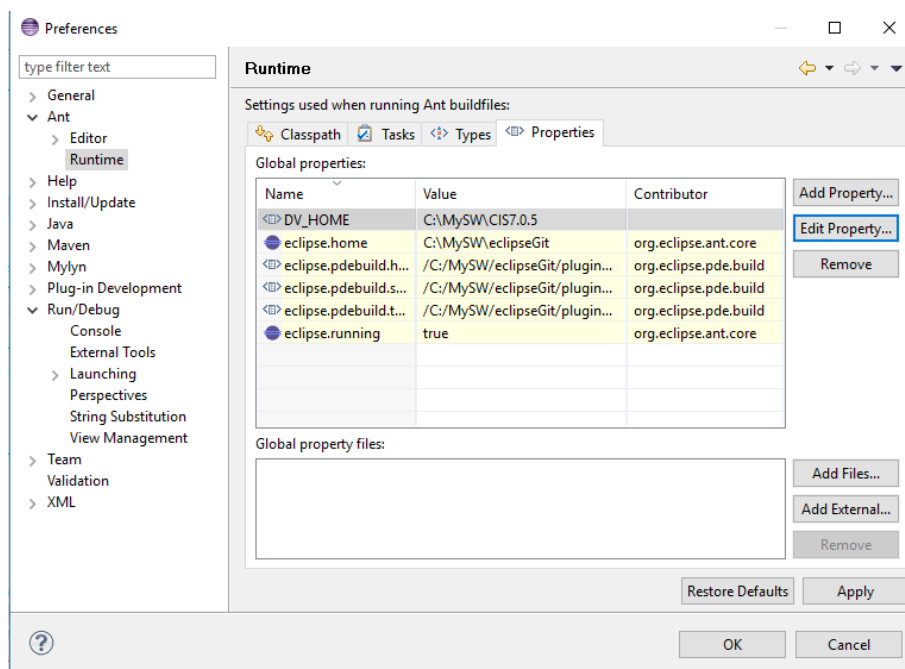 Preferences
type filter text
General
Ant
Editor
Runtime
Help
Install/Update
Java
Maven
Mylyn
Plug-in Development
Run/Debug
Console
External Tools
Launching
Perspectives
String Substitution
View Management
Team
Validation
XML
Runtime
Settings used when running Ant buildfiles:
Classpath Tasks Types Properties
Global properties:
Name Value Contributor
DV_HOME C:\MySW\CIS7.0.5
eclipse.home C:\MySW\eclipseGit org.eclipse.ant.core
eclipse.pdebuild.h... /C:/MySW/eclipseGit/plugin... org.eclipse.pde.build
eclipse.pdebuild.s... /C:/MySW/eclipseGit/plugin... org.eclipse.pde.build
eclipse.pdebuild.t... /C:/MySW/eclipseGit/plugin... org.eclipse.pde.build
eclipse.running true org.eclipse.ant.core
Add Property...
Edit Property...
Remove
Global property files:
Add Files...
Add External...
Remove
Restore Defaults Apply
? OK Cancel